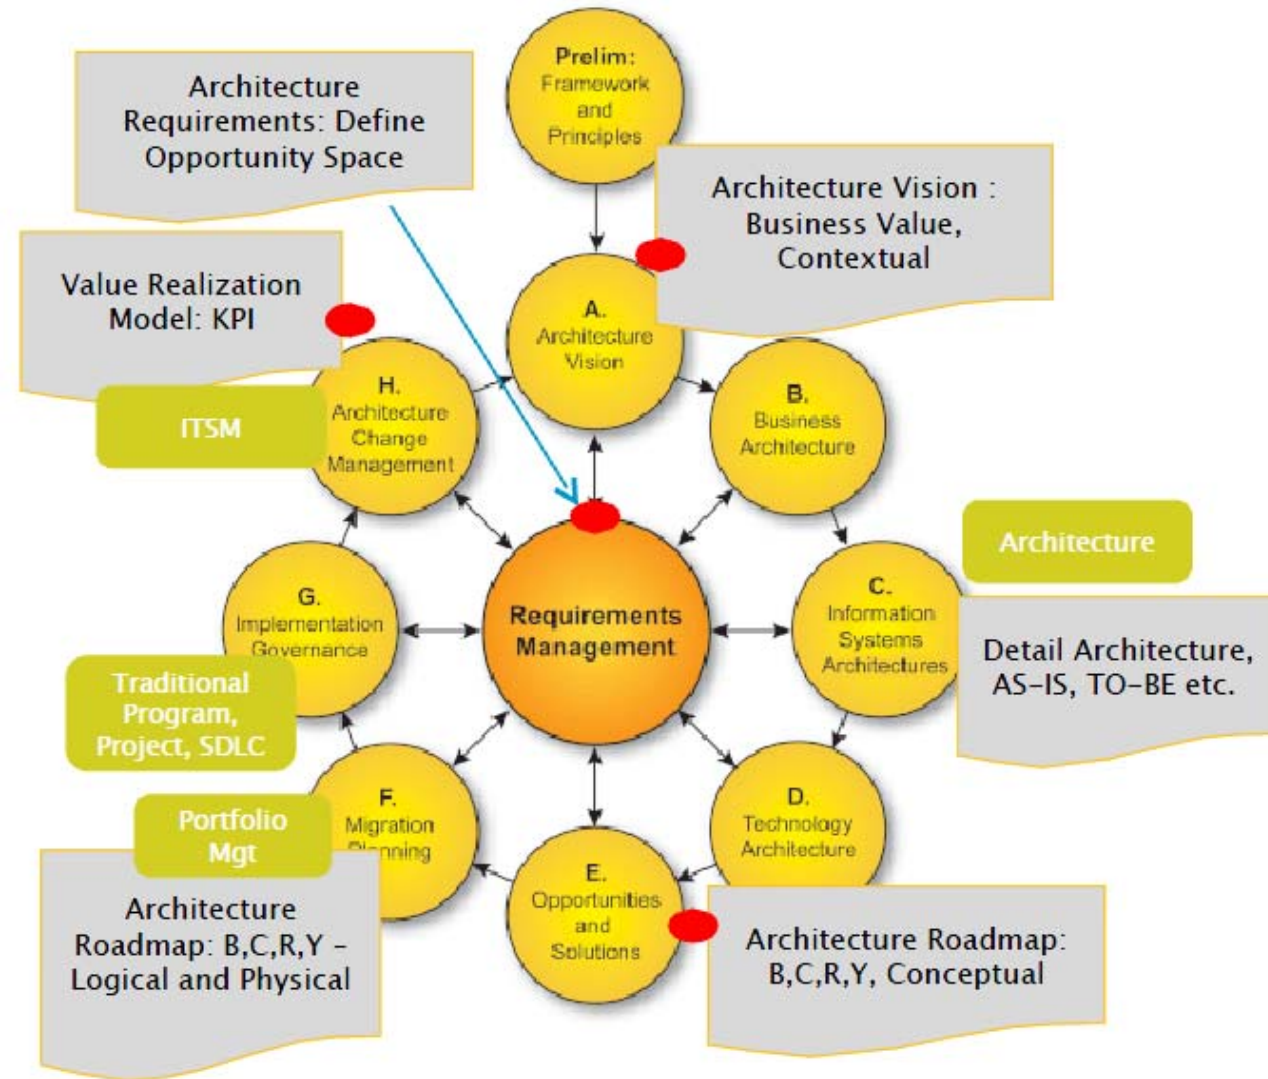 Prelim:
Framework
and
Principles
Architecture
Requirements: Define
Opportunity Space
Architecture Vision :
Business Value,
Contextual
Value Realization
Model: KPI
A.
Architecture
Vision
H.
Architecture
Change
Management
ITSM
B.
Business
Architecture
Architecture
C.
Information
Systems
Architectures
Detail Architecture,
AS-IS, TO-BE etc.
Requirements
Management
G.
Implementation
Governance
Traditional
Program,
Project, SDLC
F.
Migration
Portfolio
Mgt
Architecture
Roadmap: B,C,R,Y -
Logical and Physical
D.
Technology
Architecture
E.
Opportunities
and
Solutions
Architecture Roadmap:
B,C,R,Y, Conceptual